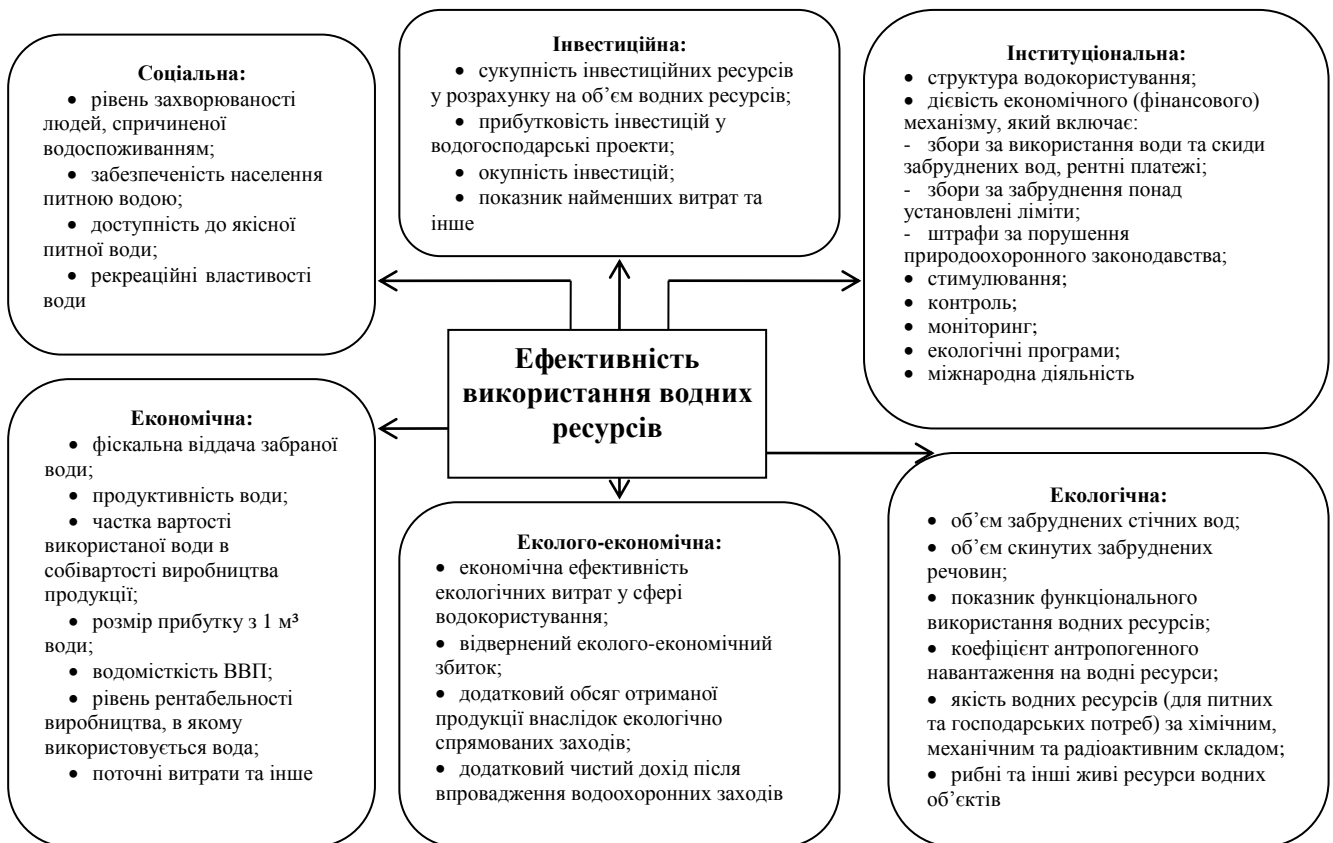 Соціальна:
• рівень захворюваності
людей, спричиненої
водоспоживанням;
• забезпеченість населення
питною водою;
• доступність до якісної
питної води;
• рекреаційні властивості
води
Інвестиційна:
• сукупність інвестиційних ресурсів
у розрахунку на об’єм водних ресурсів;
• прибутковість інвестицій у
водогосподарські проекти;
• окупність інвестицій;
• показник найменших витрат та
інше
Інституціональна:
• структура водокористування;
• дієвість економічного (фінансового)
механізму, який включає:
- збори за використання води та скиди
забруднених вод, рентні платежі;
- збори за забруднення понад
установлені ліміти;
- штрафи за порушення
природоохоронного законодавства;
• стимулювання;
• контроль;
• моніторинг;
• екологічні програми;
• міжнародна діяльність
Ефективність
використання водних
ресурсів
Економічна:
• фіскальна віддача забраної
води;
• продуктивність води;
• частка вартості
використаної води в
собівартості виробництва
продукції;
• розмір прибутку з 1 м³
води;
• водомісткість ВВП;
• рівень рентабельності
виробництва, в якому
використовується вода;
• поточні витрати та інше
Еколого-економічна:
• економічна ефективність
екологічних витрат у сфері
водокористування;
• відвернений еколого-економічний
збиток;
• додатковий обсяг отриманої
продукції внаслідок екологічно
спрямованих заходів;
• додатковий чистий дохід після
впровадження водоохоронних заходів
Екологічна:
• об’єм забруднених стічних вод;
• об’єм скинутих забруднених
речовин;
• показник функціонального
використання водних ресурсів;
• коефіцієнт антропогенного
навантаження на водні ресурси;
• якість водних ресурсів (для питних
та господарських потреб) за хімічним,
механічним та радіоактивним складом;
• рибні та інші живі ресурси водних
об’єктів